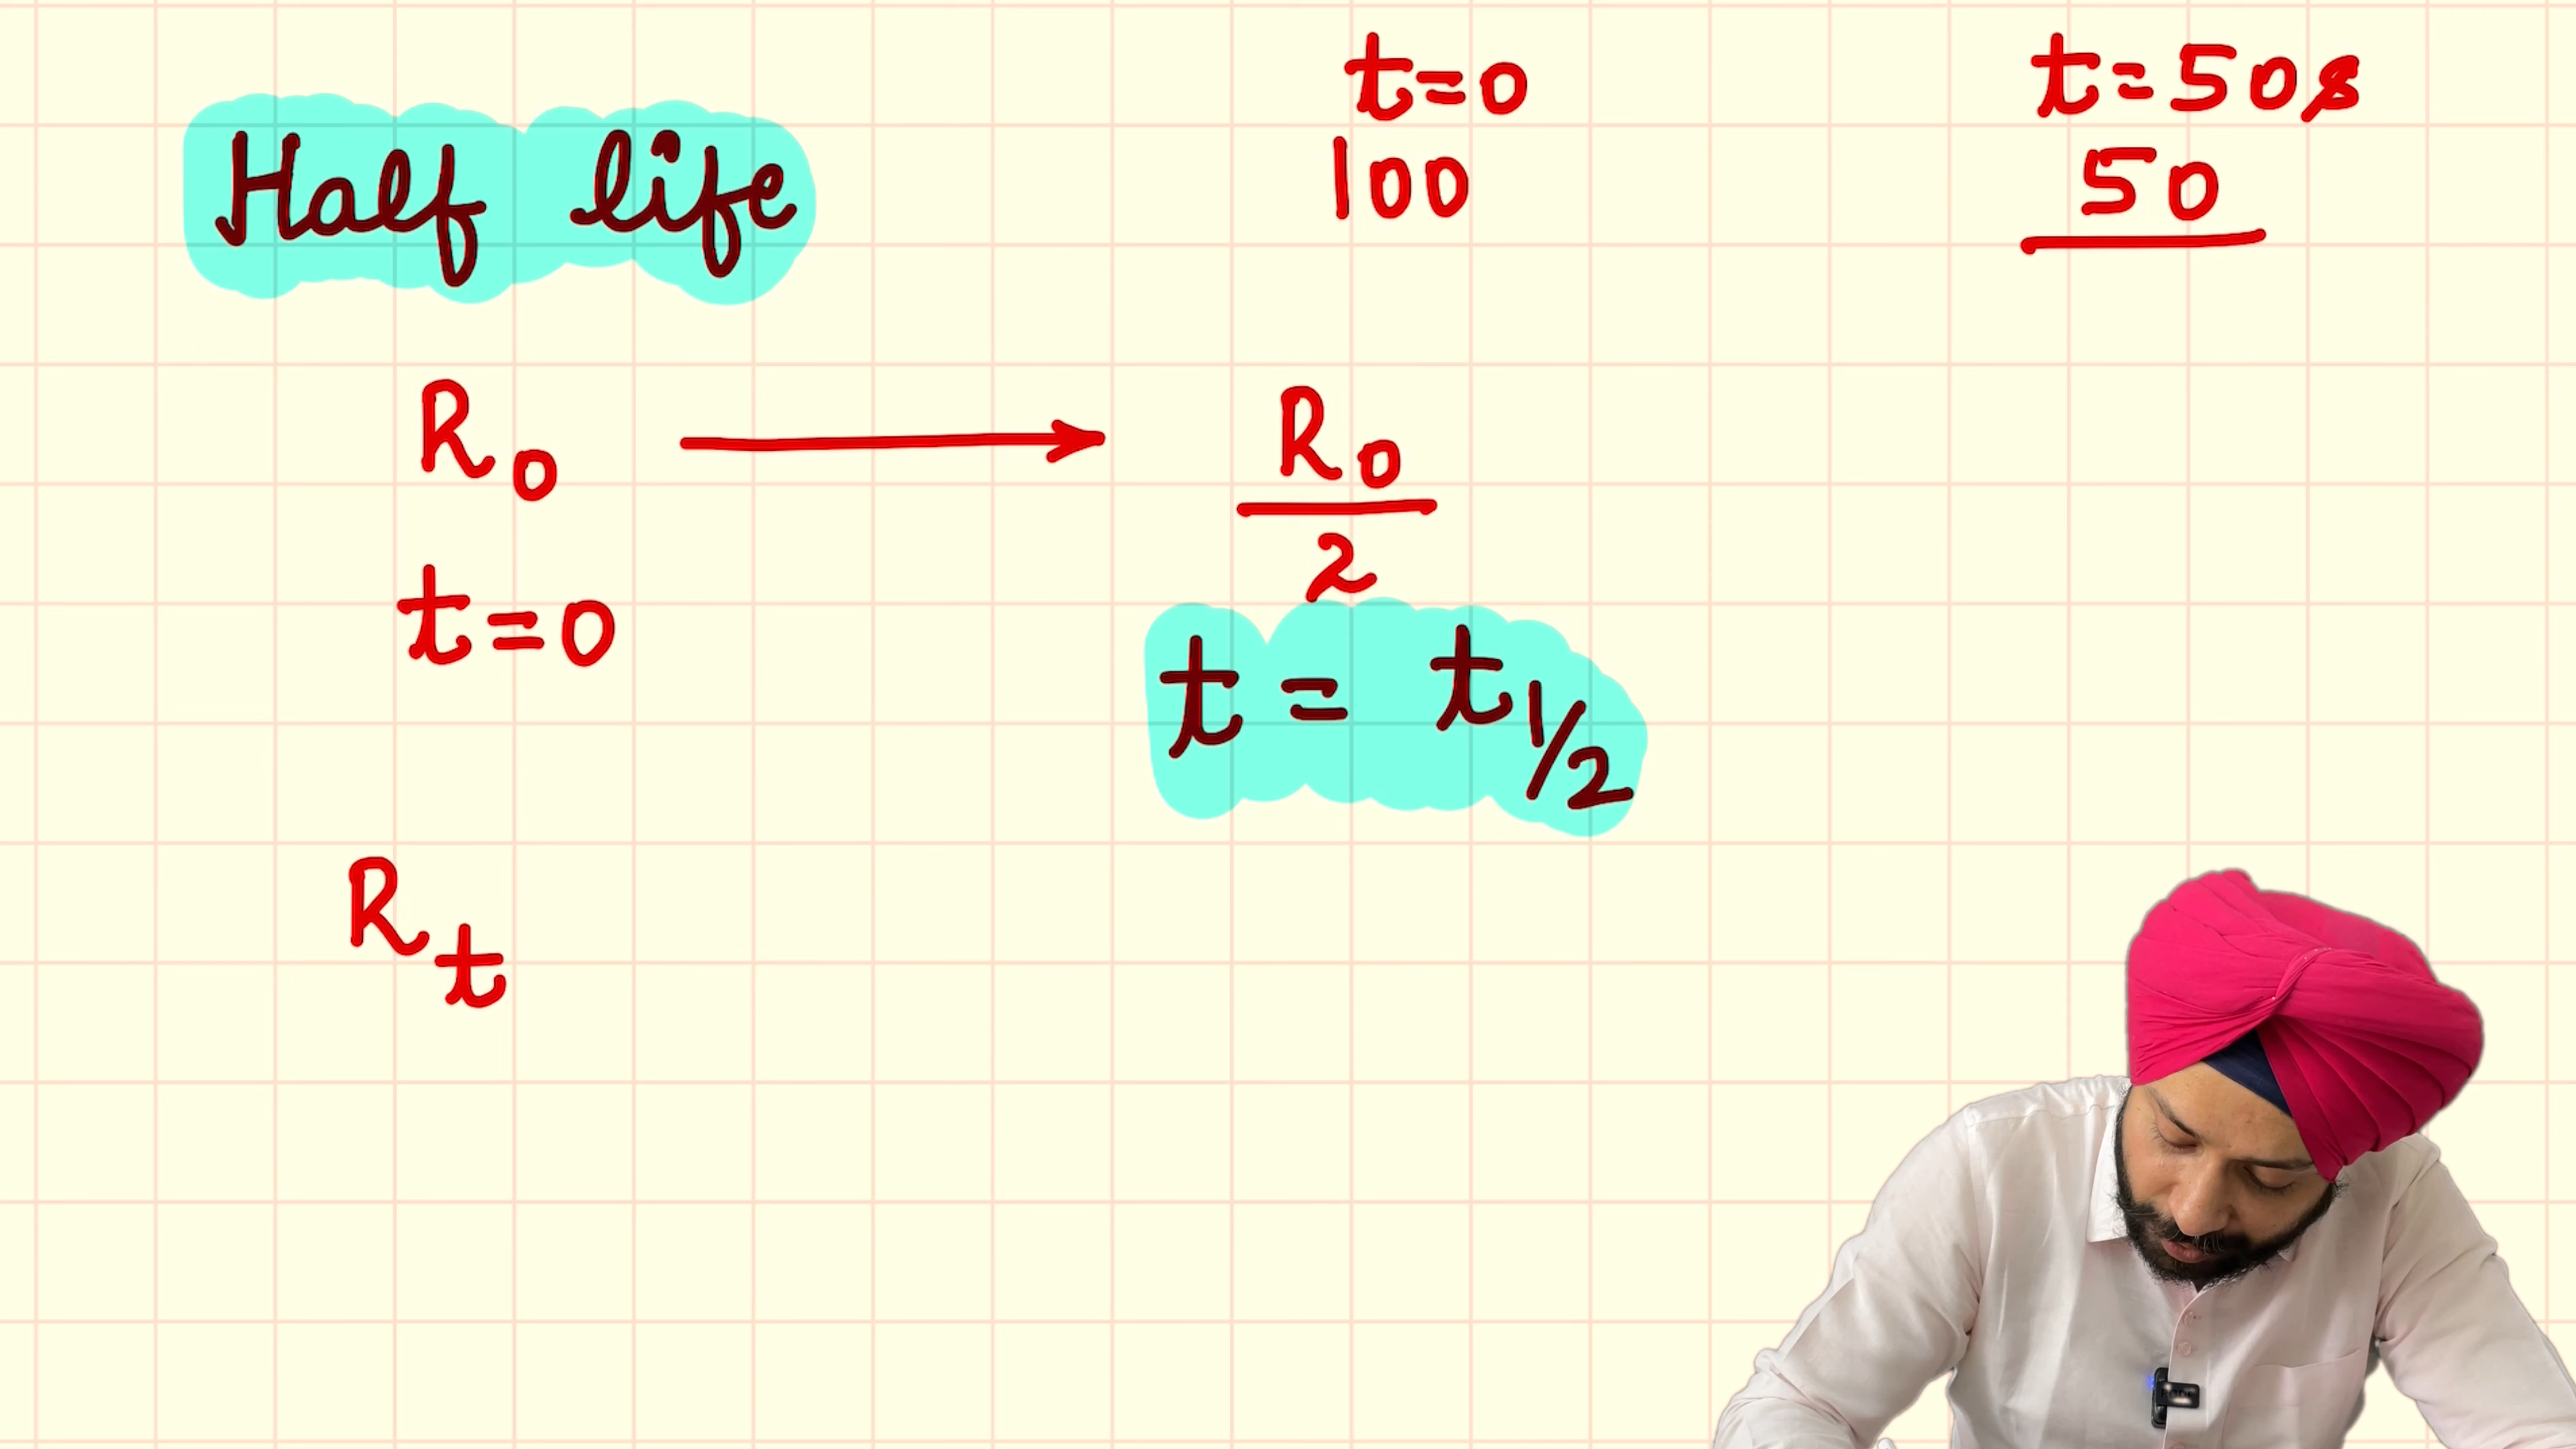 t=0 t=50s
100 50
Half life
R₀ → R₀/2
t=0
t = t₁/₂
Rₜ